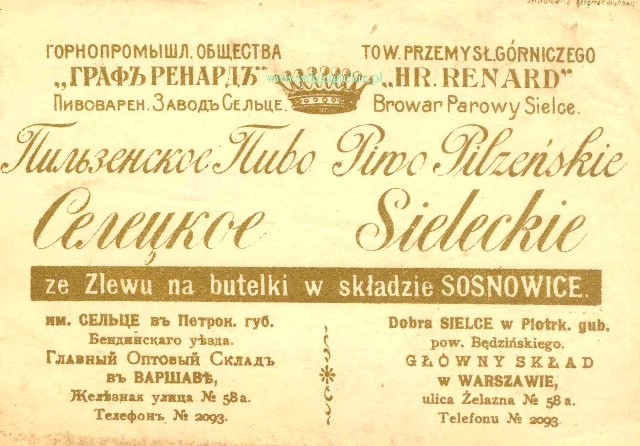 ГОРНОПРОМЫШЛ. ОБЩЕСТВА
„ГРАФЪ РЕНАРДЪ“
ПИВОВАРЕН. ЗАВОДЪ СЕЛЬЦЕ.
TOW. PRZEMYSŁ. GÓRNICZEGO
„HR. RENARD“
Browar Parowy Sielce.
Пильзенское Пиво Piwo Pilzeńskie
Селецкое Sieleckie
ze Zlewu na butelki w składzie SOSNOWICE.
им. СЕЛЬЦЕ въ Петрок. губ.
Бендинскаго уѣзда.
Главный Оптовый Складъ
въ ВАРШАВѢ,
Желѣзная улица № 58а.
Телефонъ № 2093.
Dobra SIELCE w Piotrk. gub.
pow. Będzińskiego.
GŁÓWNY SKŁAD
w WARSZAWIE,
ulica Żelazna № 58a.
Telefonu № 2093